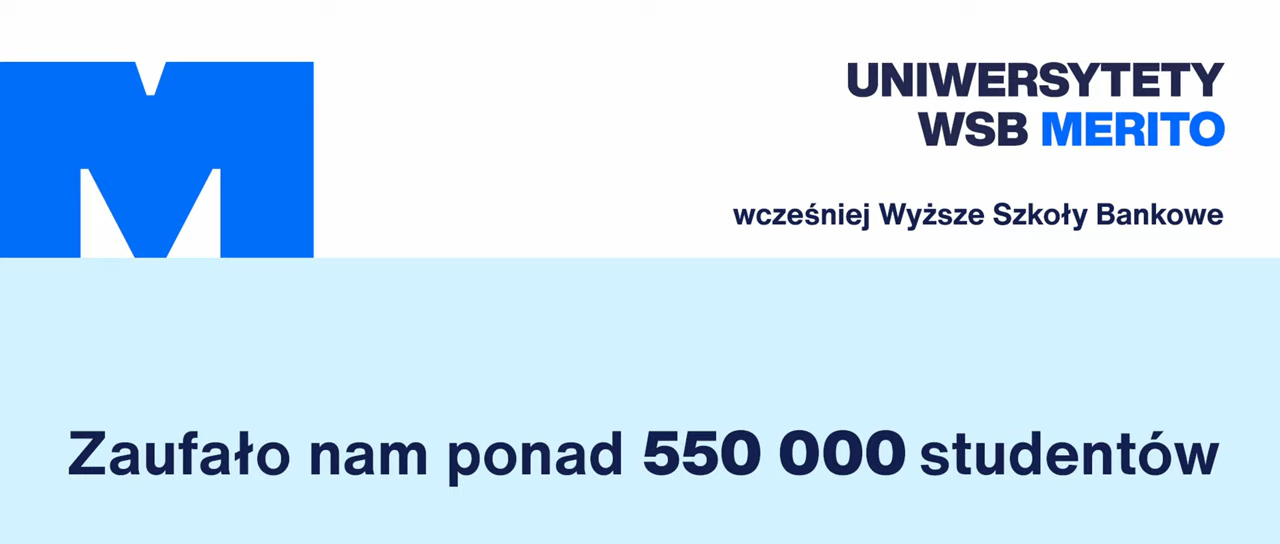 UNIWERSYTETY
WSB MERITO
wcześniej Wyższe Szkoły Bankowe
Zaufało nam ponad 550 000 studentów